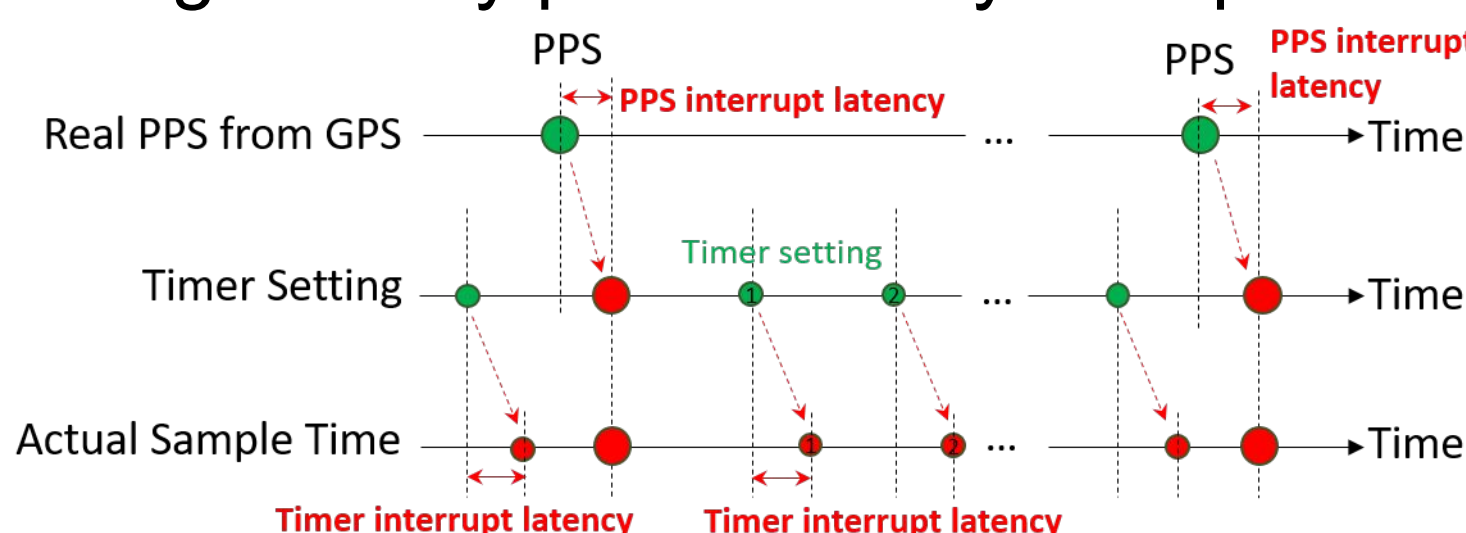 PPS
PPS
PPS interrupt
latency
PPS interrupt latency
Real PPS from GPS
...
Time
Timer setting
Timer Setting
1
2
...
Time
Actual Sample Time
1
2
...
Time
Timer interrupt latency
Timer interrupt latency